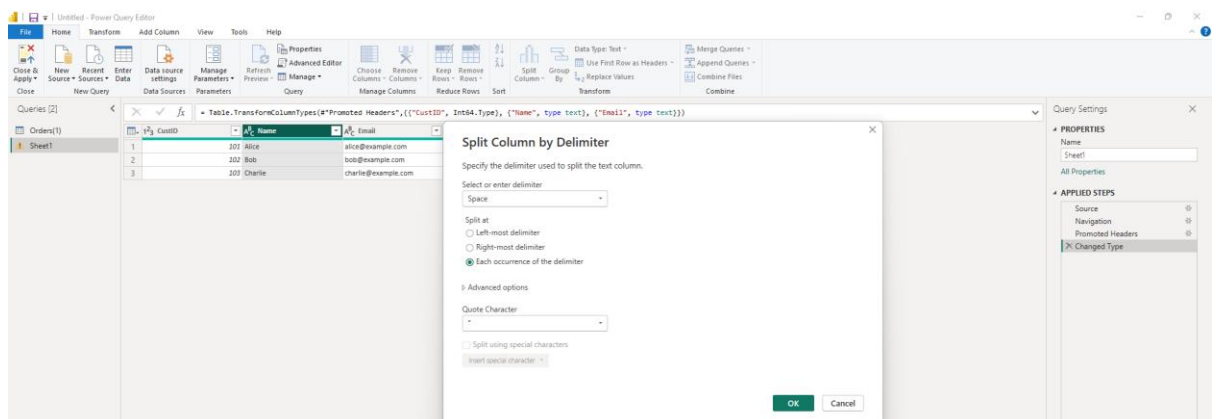 Untitled - Power Query Editor
File Home Transform Add Column View Tools Help
Close & Apply
New Source
Recent Sources
Enter Data
Data source settings
Manage Parameters
Refresh Preview
Properties
Advanced Editor
Manage
Choose Columns
Remove Columns
Keep Rows
Remove Rows
Split Column
Group By
Data Type: Text
Use First Row as Headers
Replace Values
Merge Queries
Append Queries
Combine Files
Close New Query Data Sources Parameters Query Manage Columns Reduce Rows Sort Transform Combine
Queries [2]
Orders(1)
Sheet1
= Table.TransformColumnTypes(#"Promoted Headers",{{"CustID", Int64.Type}, {"Name", type text}, {"Email", type text}})
CustID Name Email
1 101 Alice alice@example.com
2 102 Bob bob@example.com
3 103 Charlie charlie@example.com
Split Column by Delimiter
Specify the delimiter used to split the text column.
Select or enter delimiter
Space
Split at
Left-most delimiter
Right-most delimiter
Each occurrence of the delimiter
Advanced options
Quote Character
"
Split using special characters
Insert special character
OK Cancel
Query Settings
PROPERTIES
Name
Sheet1
All Properties
APPLIED STEPS
Source
Navigation
Promoted Headers
Changed Type